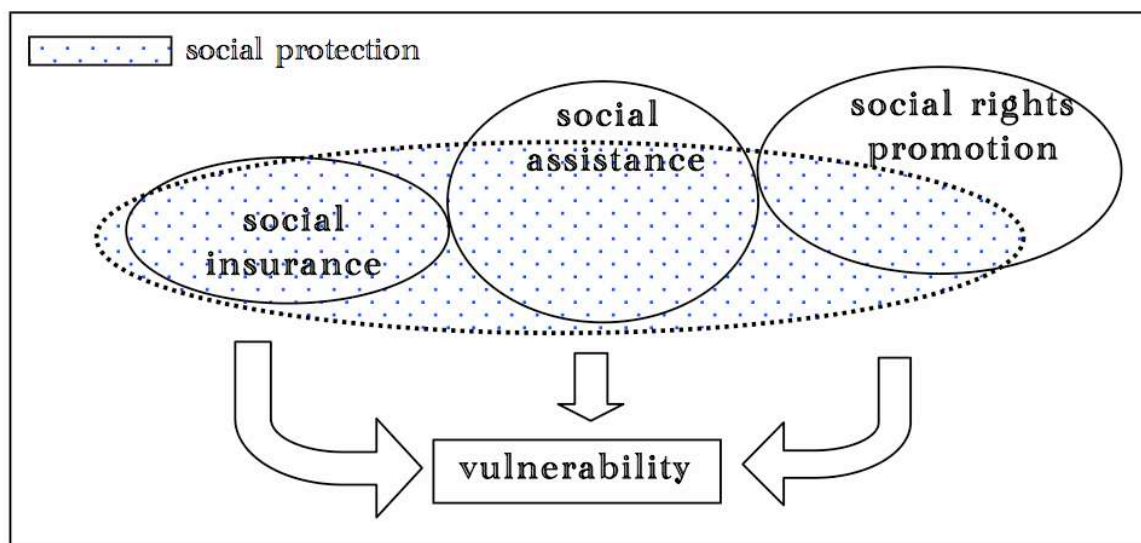 social protection
social
assistance
social rights
promotion
social
insurance
vulnerability